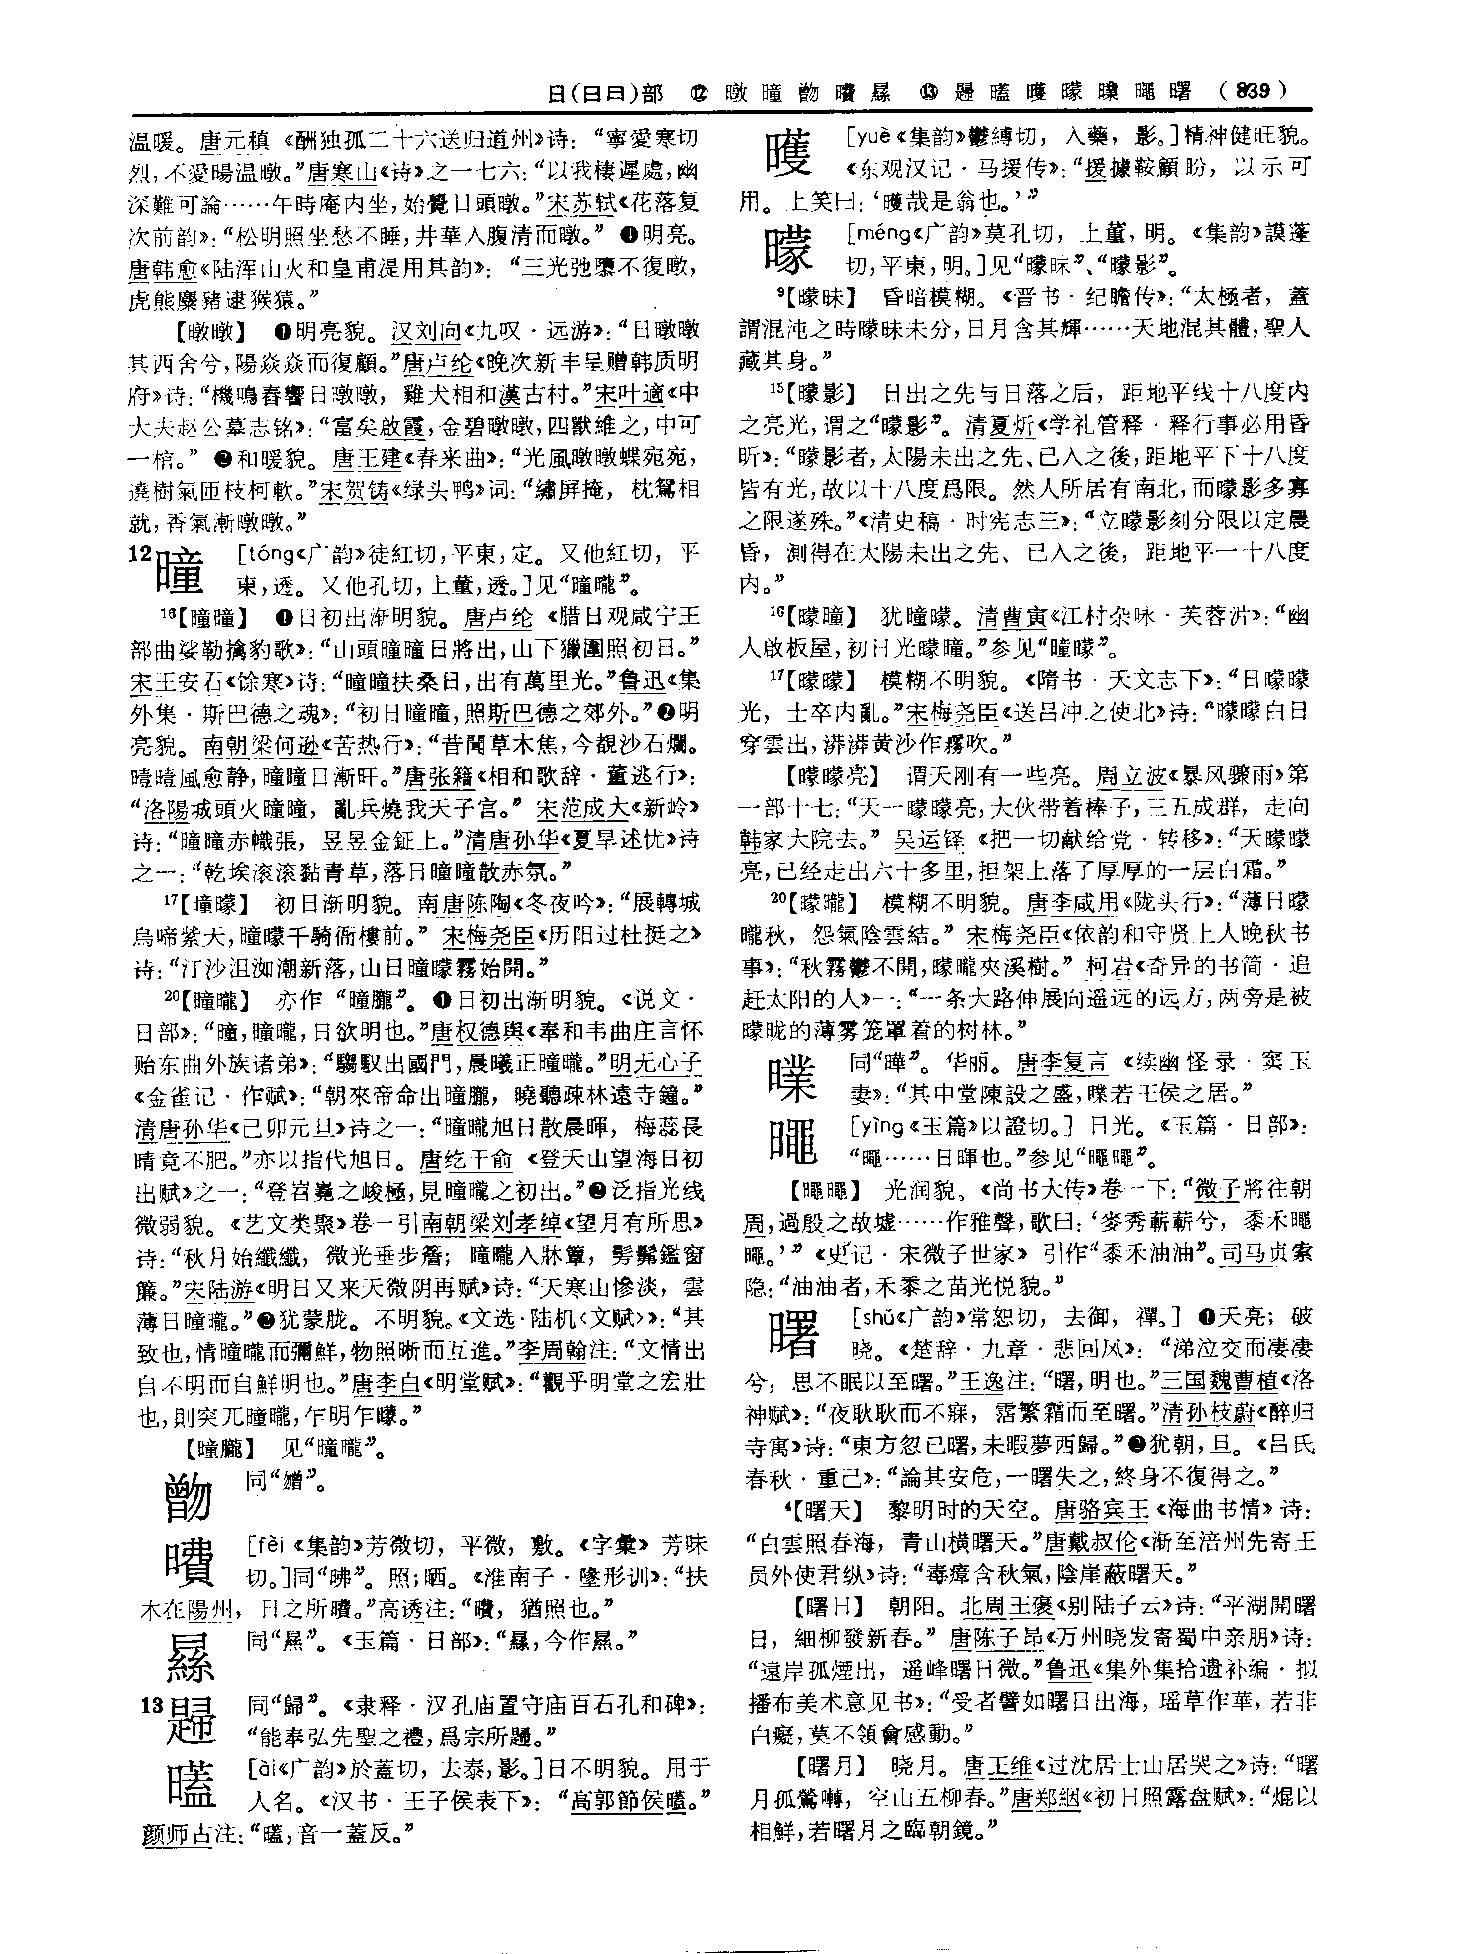 日(日曰)部 ⑫ 暾曈曶曊㬎 ⑬ 㬑㬌矆曚曗䵴曙 (839)
温暖。唐元稹《酬独孤二十六送归道州》诗：“寧愛寒切
烈，不愛暘温暾。”唐寒山《诗》之一七六：“以我棲遲處，幽
深難可論……午時庵内坐，始覺日頭暾。”宋苏轼《花落复
次前韵》：“松明照坐愁不睡，井華入腹清而暾。” ❸明亮。
唐韩愈《陆浑山火和皇甫湜用其韵》：“三光弛隳不復暾，
虎熊麋豬逮猴猿。”
【暾暾】 ❶明亮貌。汉刘向《九叹·远游》：“日暾暾
其西舍兮，陽焱焱而復顧。”唐卢纶《晚次新丰呈赠韩质明
府》诗：“機鳴舂響日暾暾，雞犬相和漢古村。”宋叶適《中
大夫赵公墓志铭》：“富矣啟霞，金碧暾暾，四獸維之，中可
一棺。” ❷和暖貌。唐王建《春来曲》：“光風暾暾蝶宛宛，
遶樹氣匝枝柯軟。”宋贺铸《绿头鸭》词：“繡屏掩，枕鴛相
就，香氣漸暾暾。”
12 曈 [tóng《广韵》徒紅切，平東，定。又他紅切，平
東，透。又他孔切，上董，透。]见“曈曨”。
16【曈曈】 ❶日初出渐明貌。唐卢纶《腊日观咸宁王
部曲娑勒擒豹歌》：“山頭曈曈日將出，山下獵圍照初日。”
宋王安石《馀寒》诗：“曈曈扶桑日，出有萬里光。”鲁迅《集
外集·斯巴德之魂》：“初日曈曈，照斯巴德之郊外。”❷明
亮貌。南朝梁何逊《苦热行》：“昔聞草木焦，今覩沙石爛。
曀曀風愈静，曈曈日漸旰。”唐张籍《相和歌辞·董逃行》：
“洛陽城頭火曈曈，亂兵燒我天子宫。” 宋范成大《新岭》
诗：“曈曈赤幟張，昱昱金鉦上。”清唐孙华《夏旱述忧》诗
之一：“乾埃滚滚黏青草，落日曈曈散赤氛。”
17【曈曚】 初日渐明貌。南唐陈陶《冬夜吟》：“展轉城
烏啼紫天，曈曚千騎衙樓前。” 宋梅尧臣《历阳过杜挺之》
诗：“汀沙沮洳潮新落，山日曈曚霧始開。”
20【曈曨】 亦作“曈朧”。❶日初出渐明貌。《说文·
日部》：“曈，曈曨，日欲明也。”唐权德舆《奉和韦曲庄言怀
贻东曲外族诸弟》：“驺馭出國門，晨曦正曈曨。”明无心子
《金雀记·作赋》：“朝來帝命出曈朧，曉聽疎林遠寺鐘。”
清唐孙华《己卯元旦》诗之一：“曈曨旭日散晨暉，梅蕊長
晴竟不肥。”亦以指代旭日。唐纥干俞《登天山望海日初
出赋》之一：“登岧嶤之峻極，見曈曨之初出。”❷泛指光线
微弱貌。《艺文类聚》卷一引南朝梁刘孝绰《望月有所思》
诗：“秋月始纖纖，微光垂步簷；曈曨入牀簟，髣髴鑑窗
簾。”宋陆游《明日又来天微阴再赋》诗：“天寒山慘淡，雲
薄日曈曨。”❸犹蒙胧。不明貌。《文选·陆机〈文赋〉》：“其
致也，情曈曨而彌鮮，物照晰而互進。”李周翰注：“文情出
自不明而自鮮明也。”唐李白《明堂赋》：“觀乎明堂之宏壯
也，則突兀曈曨，乍明乍曚。”
【曈朧】 见“曈曨”。
同“曶”。
曊 [fèi《集韵》芳微切，平微，敷。《字彙》芳昧
切。]同“昲”。照；晒。《淮南子·墬形训》：“扶
木在陽州，日之所曊。”高诱注：“曊，猶照也。”
同“㬎”。《玉篇·日部》：“㬎，今作㬎。”
13 同“歸”。《隶释·汉孔庙置守庙百石孔和碑》：
“能奉弘先聖之禮，爲宗所歸。”
[ài《广韵》於蓋切，去泰，影。]日不明貌。用于
人名。《汉书·王子侯表下》：“高郭節侯㬌。”
颜师古注：“㬌，音一蓋反。”
[yuè《集韵》鬱縛切，入藥，影。]精神健旺貌。
《东观汉记·马援传》：“援據鞍顧盼，以示可
用。上笑曰：‘矆哉是翁也。’”
曚 [méng《广韵》莫孔切，上董，明。《集韵》謨蓬
切，平東，明。]见“曚昧”、“曚影”。
9【曚昧】 昏暗模糊。《晋书·纪瞻传》：“太極者，蓋
謂混沌之時曚昧未分，日月含其輝……天地混其體，聖人
藏其身。”
15【曚影】 日出之先与日落之后，距地平线十八度内
之亮光，谓之“曚影”。清夏炘《学礼管释·释行事必用昏
昕》：“曚影者，太陽未出之先、已入之後，距地平下十八度
皆有光，故以十八度爲限。然人所居有南北，而曚影多寡
之限遂殊。”《清史稿·时宪志三》：“立曚影刻分限以定晨
昏，測得在太陽未出之先、已入之後，距地平一十八度
内。”
16【曚曈】 犹曈曚。清曹寅《江村杂咏·芙蓉沜》：“幽
人啟板屋，初日光曚曈。”参见“曈曚”。
17【曚曚】 模糊不明貌。《隋书·天文志下》：“日曚曚
光，士卒内亂。”宋梅尧臣《送吕冲之使北》诗：“曚曚白日
穿雲出，漭漭黄沙作霧吹。”
【曚曚亮】 谓天刚有一些亮。周立波《暴风骤雨》第
一部十七：“天一曚曚亮，大伙带着棒子，三五成群，走向
韩家大院去。” 吴运铎《把一切献给党·转移》：“天曚曚
亮，已经走出六十多里，担架上落了厚厚的一层白霜。”
20【曚曨】 模糊不明貌。唐李咸用《陇头行》：“薄日曚
曨秋，怨氣陰雲結。” 宋梅尧臣《依韵和守贤上人晚秋书
事》：“秋霧鬱不開，曚曨夾溪樹。” 柯岩《奇异的书简·追
赶太阳的人》一：“一条大路伸展向遥远的远方，两旁是被
曚昽的薄雾笼罩着的树林。”
同“曄”。华丽。唐李复言《续幽怪录·窦玉
妻》：“其中堂陳設之盛，㬪若王侯之居。”
[yìng《玉篇》以證切。] 日光。《玉篇·日部》：
“䵴……日暉也。”参见“䵴䵴”。
【䵴䵴】 光润貌。《尚书大传》卷一下：“微子將往朝
周，過殷之故墟……作雅聲，歌曰：‘麥秀蔪蔪兮，黍禾䵴
䵴。’”《史记·宋微子世家》引作“黍禾油油”。司马贞索
隐：“油油者，禾黍之苗光悦貌。”
曙 [shǔ《广韵》常恕切，去御，禪。] ❶天亮；破
晓。《楚辞·九章·悲回风》：“涕泣交而凄凄
兮，思不眠以至曙。”王逸注：“曙，明也。”三国魏曹植《洛
神赋》：“夜耿耿而不寐，霑繁霜而至曙。”清孙枝蔚《醉归
寺寓》诗：“東方忽已曙，未暇夢西歸。”❷犹朝，旦。《吕氏
春秋·重己》：“論其安危，一曙失之，終身不復得之。”
4【曙天】 黎明时的天空。唐骆宾王《海曲书情》诗：
“白雲照春海，青山横曙天。”唐戴叔伦《渐至涪州先寄王
员外使君纵》诗：“毒瘴含秋氣，陰崖蔽曙天。”
【曙日】 朝阳。北周王褒《别陆子云》诗：“平湖開曙
日，細柳發新春。” 唐陈子昂《万州晓发寄蜀中亲朋》诗：
“遠岸孤煙出，遥峰曙日微。”鲁迅《集外集拾遗补编·拟
播布美术意见书》：“受者譬如曙日出海，瑶草作華，若非
白癡，莫不領會感動。”
【曙月】 晓月。唐王维《过沈居士山居哭之》诗：“曙
月孤鶯囀，空山五柳春。”唐郑絪《初日照露盘赋》：“焜以
相鮮，若曙月之臨朝鏡。”